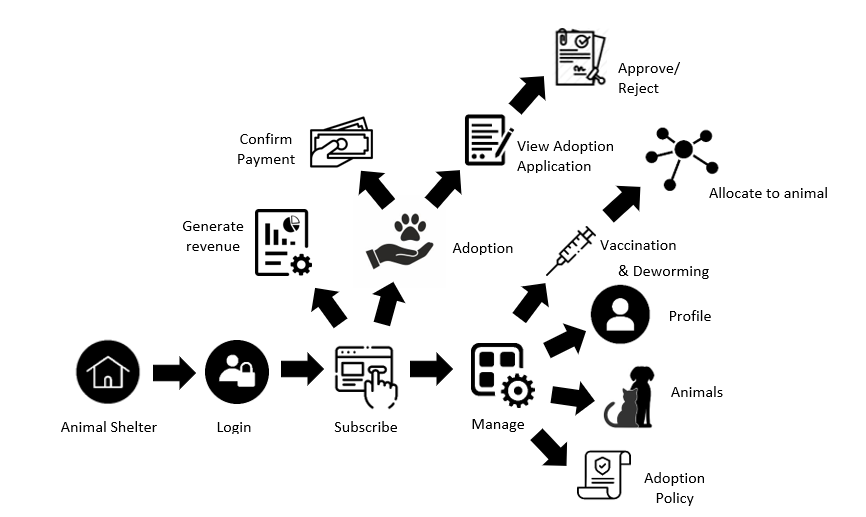 Approve/
Reject
Confirm
Payment
View Adoption
Application
Allocate to animal
Generate
revenue
Adoption
Vaccination
& Deworming
Profile
Animals
Animal Shelter
Login
Subscribe
Manage
Adoption
Policy